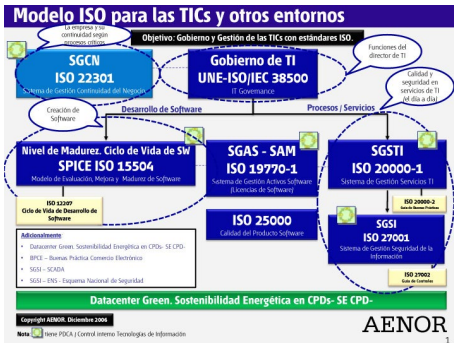 Modelo ISO para las TICs y otros entornos
La empresa y su
continuidad según
procesos críticos
Objetivo: Gobierno y Gestión de las TICs con estándares ISO.
SGCN
ISO 22301
Sistema de Gestión Continuidad del Negocio
Gobierno de TI
UNE-ISO/IEC 38500
IT Governance
Funciones del
director de TI
Calidad y
seguridad en
servicios de TI
(el día a día)
Creación de
Software
Desarrollo de Software
Procesos / Servicios
Nivel de Madurez. Ciclo de Vida de SW
SPICE ISO 15504
Modelo de Evaluación, Mejora y Madurez de Software
SGAS - SAM
ISO 19770-1
Sistema de Gestión Activos Software
(Licencias de Software)
SGSTI
ISO 20000-1
Sistema de Gestión Servicios TI
ISO 12207
Ciclo de Vida de Desarrollo de
Software
ISO 20000-2
Guía de Buenas Prácticas
ISO 25000
Calidad del Producto Software
SGSI
ISO 27001
Sistema de Gestión Seguridad de la
Información
ISO 27002
Guía de Controles
Adicionalmente
• Datacenter Green. Sostenibilidad Energética en CPDs- SE CPD-
• BPCE – Buenas Práctica Comercio Electrónico
• SGSI – SCADA
• SGSI – ENS - Esquema Nacional de Seguridad
Datacenter Green. Sostenibilidad Energética en CPDs- SE CPD-
Copyright AENOR. Diciembre 2006
Nota tiene PDCA / Control Interno Tecnologías de Información
AENOR
1